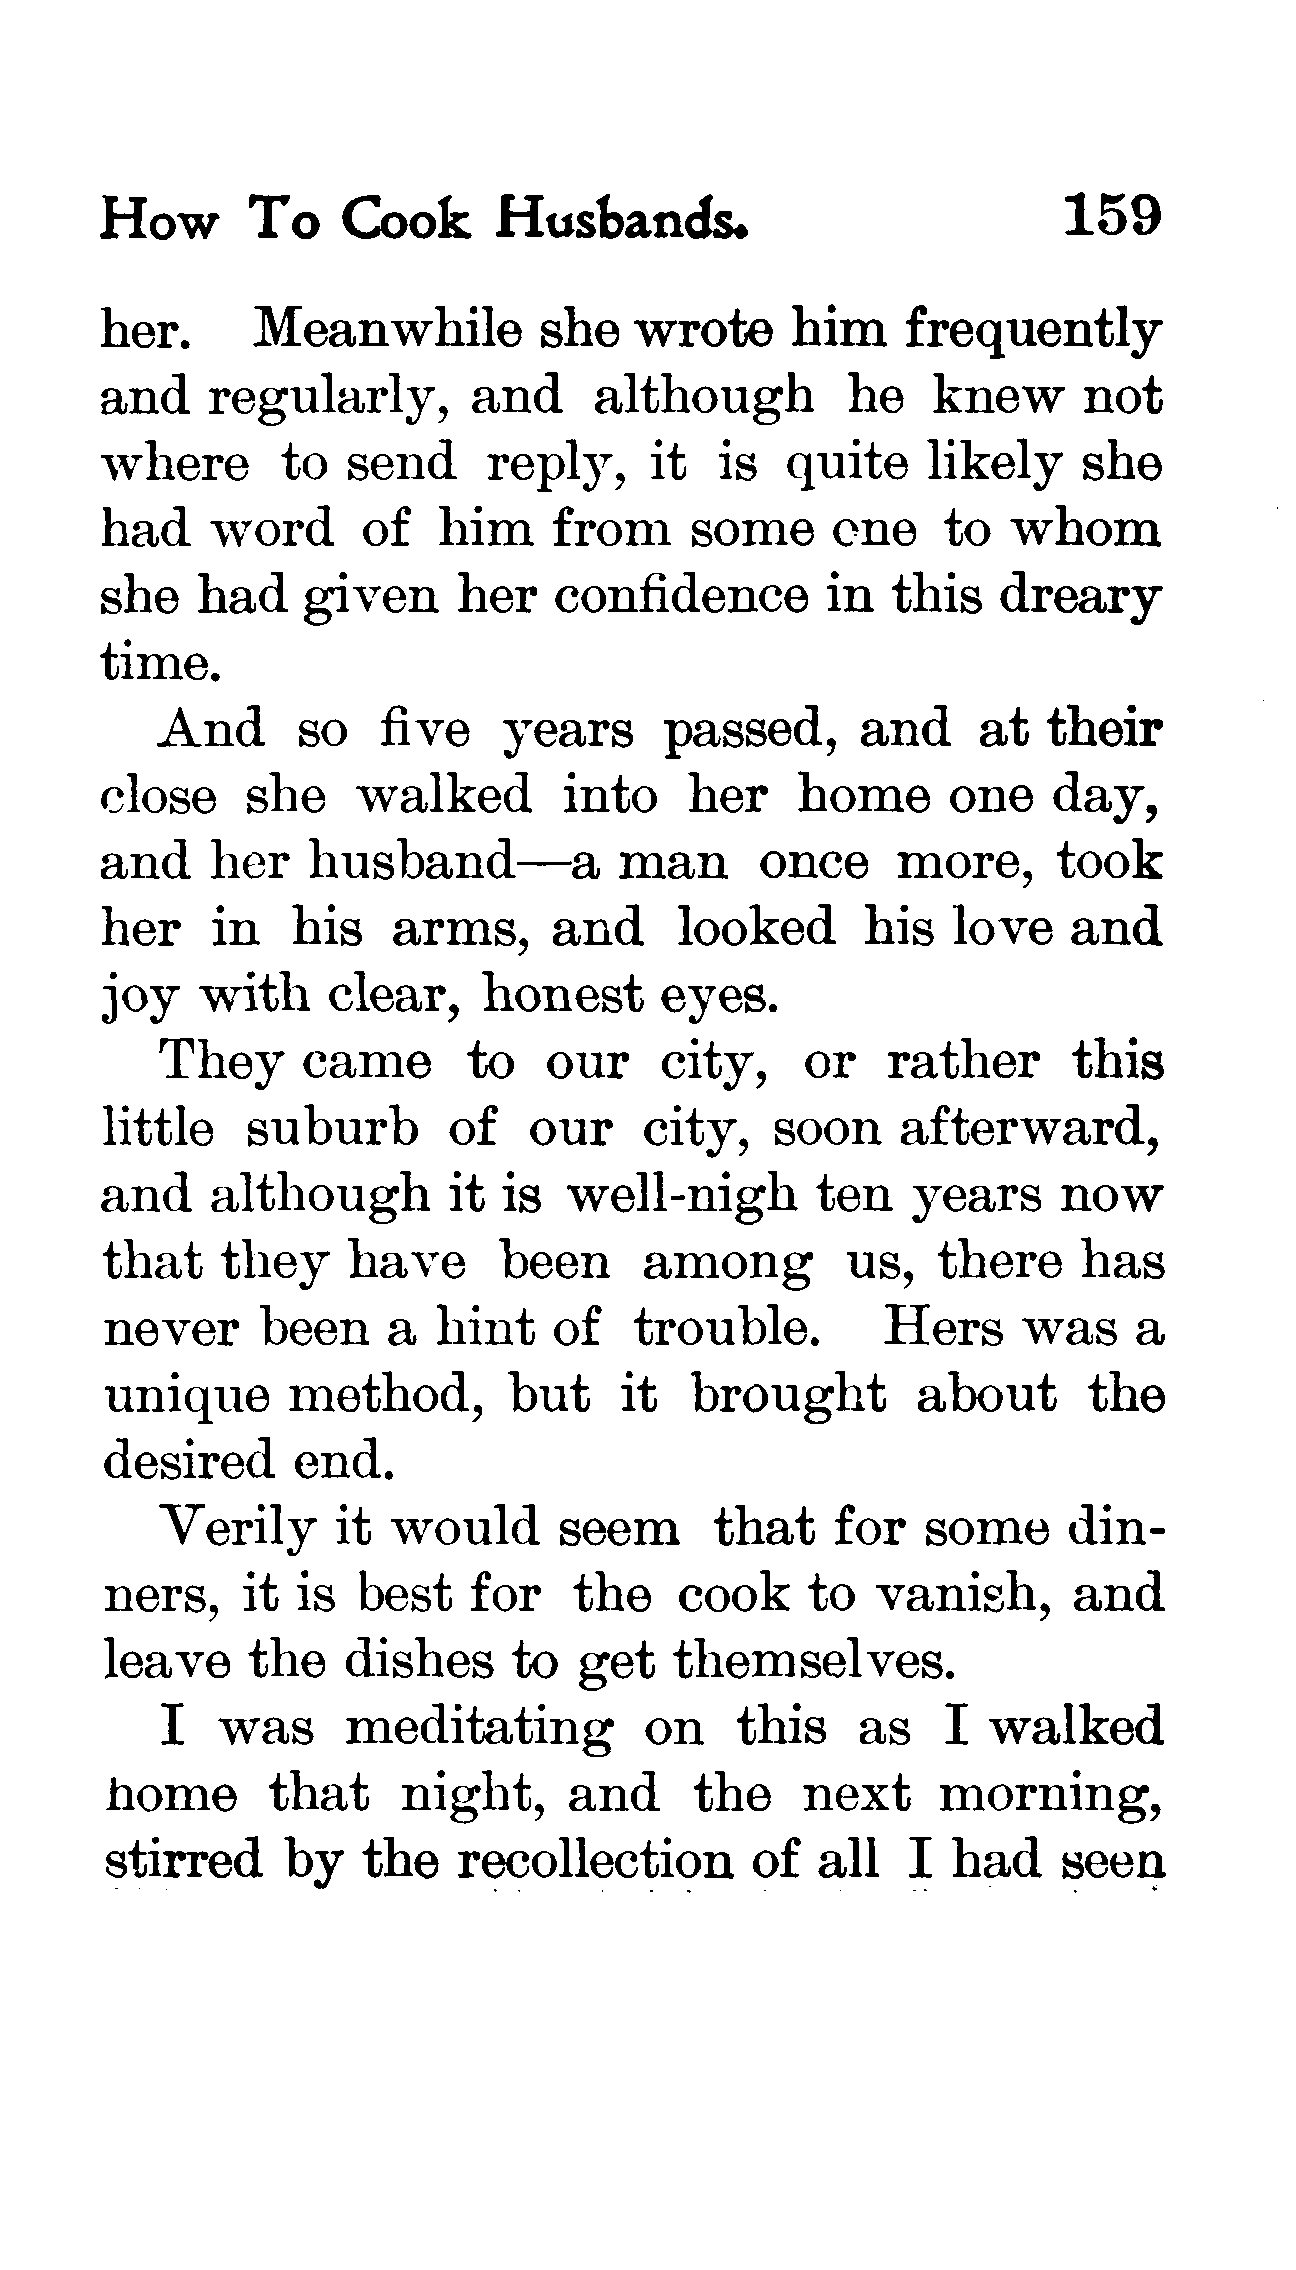 How To Cook Husbands. 159
her. Meanwhile she wrote him frequently
and regularly, and although he knew not
where to send reply, it is quite likely she
had word of him from some one to whom
she had given her confidence in this dreary
time.
And so five years passed, and at their
close she walked into her home one day,
and her husband—a man once more, took
her in his arms, and looked his love and
joy with clear, honest eyes.
They came to our city, or rather this
little suburb of our city, soon afterward,
and although it is well-nigh ten years now
that they have been among us, there has
never been a hint of trouble. Hers was a
unique method, but it brought about the
desired end.
Verily it would seem that for some din-
ners, it is best for the cook to vanish, and
leave the dishes to get themselves.
I was meditating on this as I walked
home that night, and the next morning,
stirred by the recollection of all I had seen